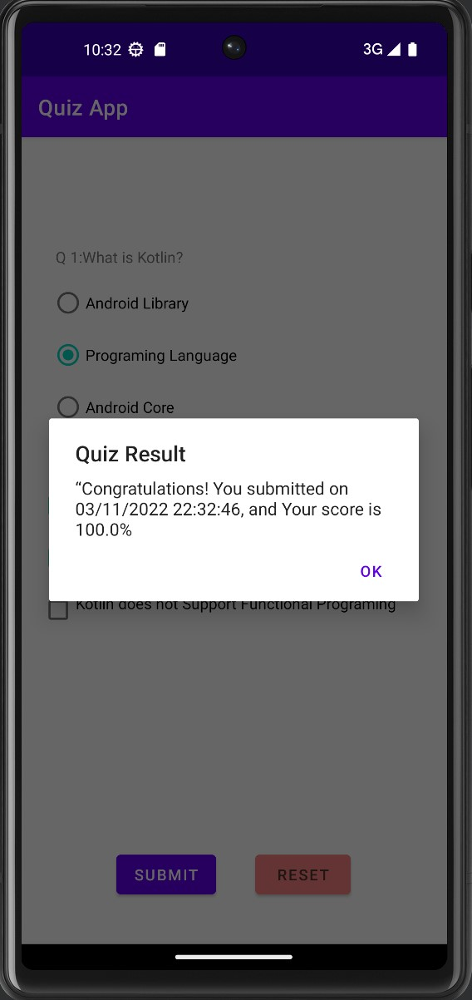 10:32 3G
Quiz App
Q 1:What is Kotlin?
Android Library
Programing Language
Android Core
Quiz Result
“Congratulations! You submitted on
03/11/2022 22:32:46, and Your score is
100.0%
OK
Kotlin does not Support Functional Programing
SUBMIT RESET